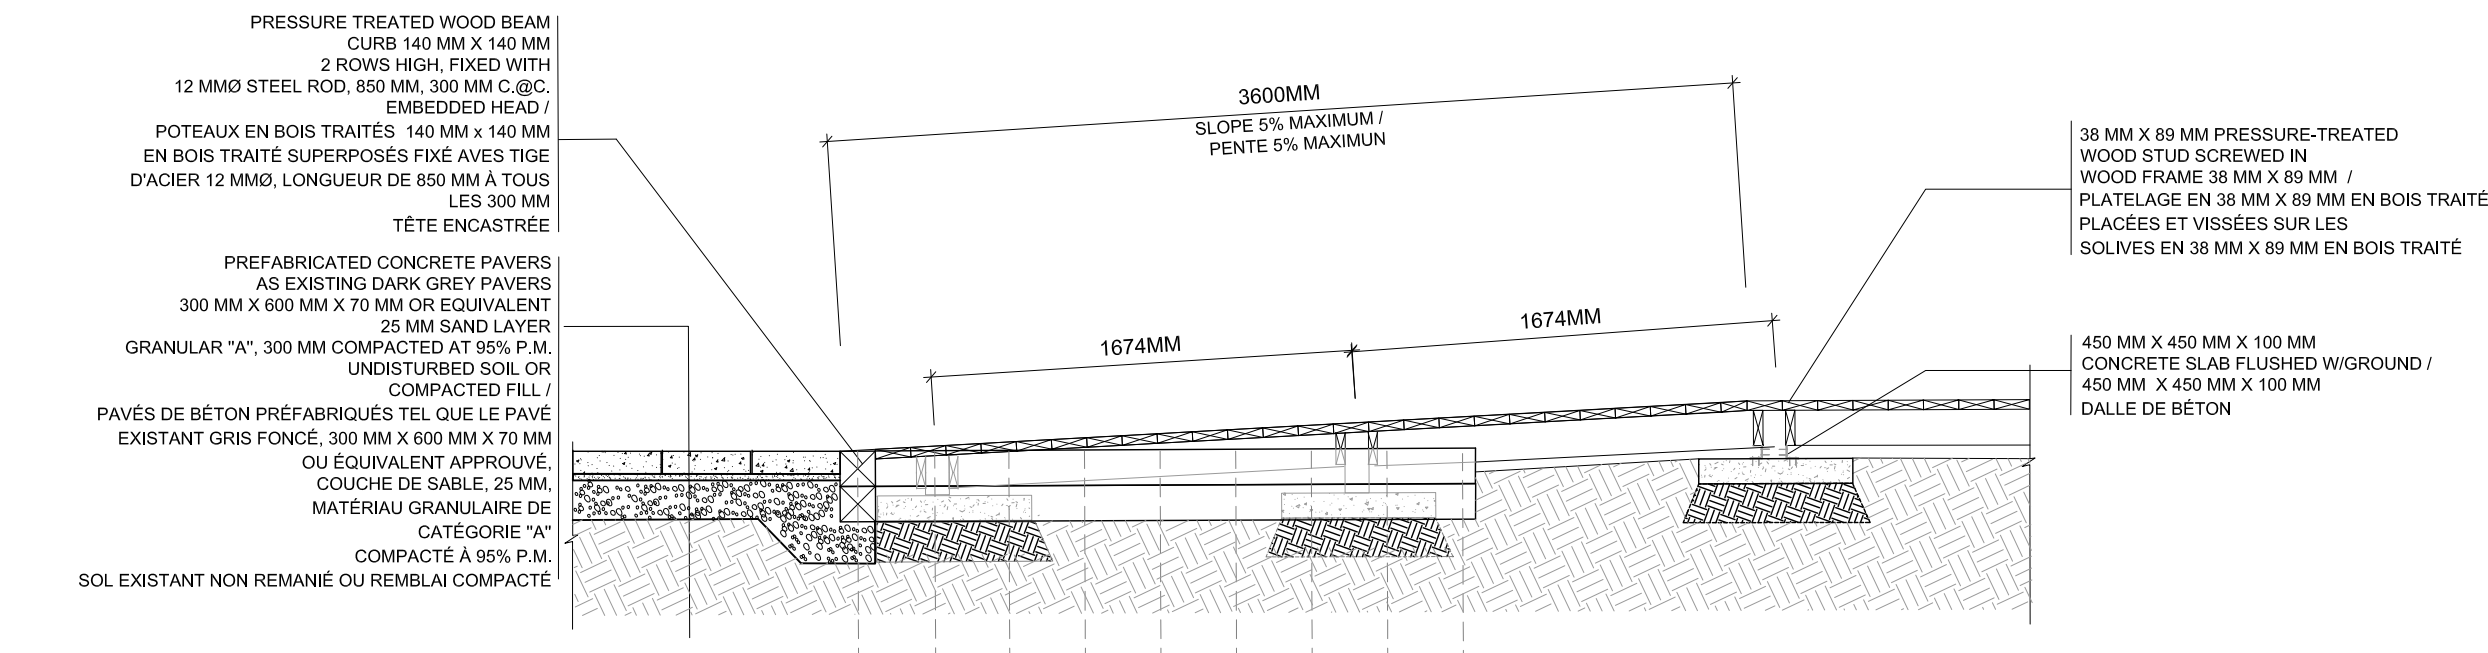 PRESSURE TREATED WOOD BEAM
CURB 140 MM X 140 MM
2 ROWS HIGH, FIXED WITH
12 MMØ STEEL ROD, 850 MM, 300 MM C.@C.
EMBEDDED HEAD /
POTEAUX EN BOIS TRAITÉS 140 MM x 140 MM
EN BOIS TRAITÉ SUPERPOSÉS FIXÉ AVES TIGE
D'ACIER 12 MMØ, LONGUEUR DE 850 MM À TOUS
LES 300 MM
TÊTE ENCASTRÉE
PREFABRICATED CONCRETE PAVERS
AS EXISTING DARK GREY PAVERS
300 MM X 600 MM X 70 MM OR EQUIVALENT
25 MM SAND LAYER
GRANULAR "A", 300 MM COMPACTED AT 95% P.M.
UNDISTURBED SOIL OR
COMPACTED FILL /
PAVÉS DE BÉTON PRÉFABRIQUÉS TEL QUE LE PAVÉ
EXISTANT GRIS FONCÉ, 300 MM X 600 MM X 70 MM
OU ÉQUIVALENT APPROUVÉ,
COUCHE DE SABLE, 25 MM,
MATÉRIAU GRANULAIRE DE
CATÉGORIE "A"
COMPACTÉ À 95% P.M.
SOL EXISTANT NON REMANIÉ OU REMBLAI COMPACTÉ
3600MM
SLOPE 5% MAXIMUM /
PENTE 5% MAXIMUN
1674MM
1674MM
38 MM X 89 MM PRESSURE-TREATED
WOOD STUD SCREWED IN
WOOD FRAME 38 MM X 89 MM /
PLATELAGE EN 38 MM X 89 MM EN BOIS TRAITÉ
PLACÉES ET VISSÉES SUR LES
SOLIVES EN 38 MM X 89 MM EN BOIS TRAITÉ
450 MM X 450 MM X 100 MM
CONCRETE SLAB FLUSHED W/GROUND /
450 MM X 450 MM X 100 MM
DALLE DE BÉTON